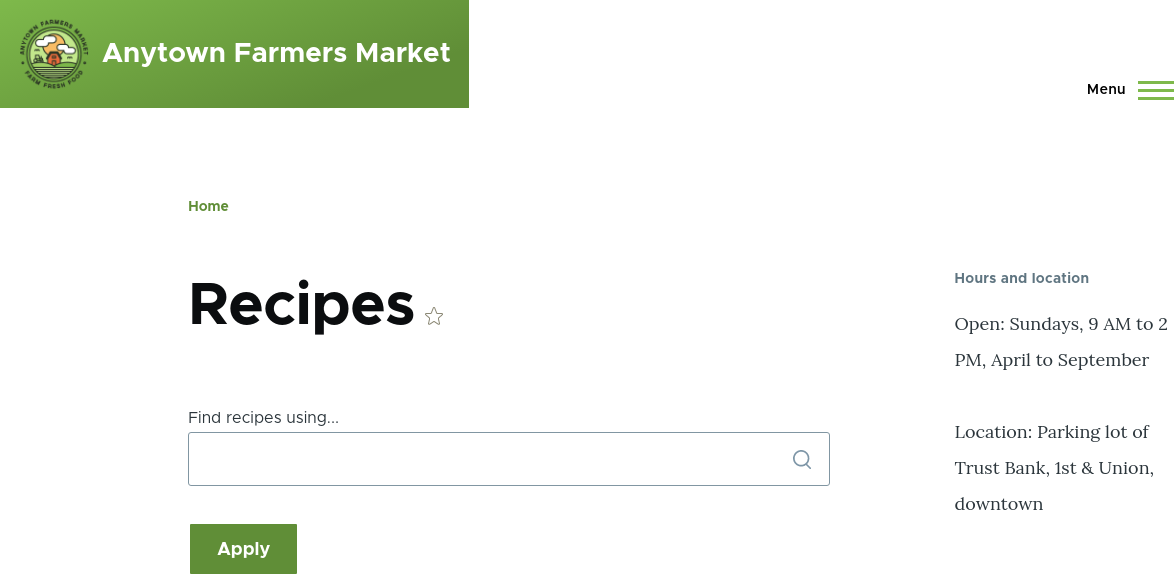 ANYTOWN FARMERS MARKET
FARM FRESH FOOD
Anytown Farmers Market
Menu
Home
Recipes
Find recipes using...
Apply
Hours and location
Open: Sundays, 9 AM to 2
PM, April to September
Location: Parking lot of
Trust Bank, 1st & Union,
downtown